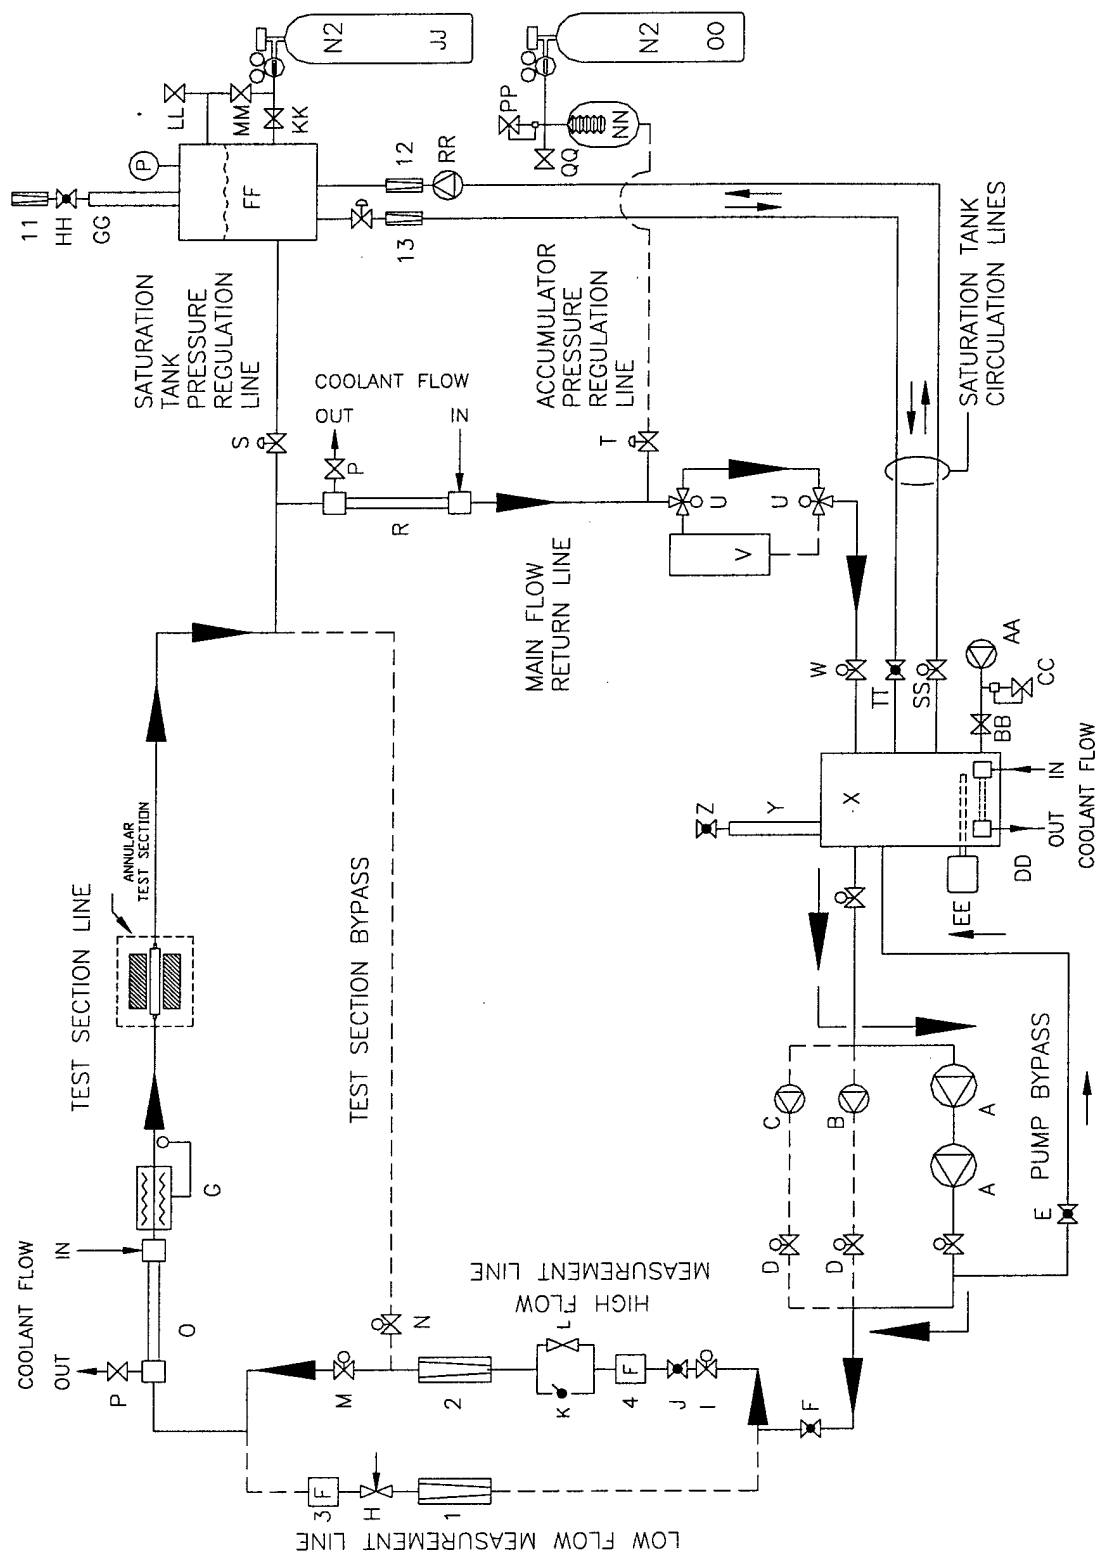 COOLANT FLOW
OUT
IN
P
O
G
TEST SECTION LINE
ANNULAR
TEST SECTION
LOW FLOW MEASUREMENT LINE
3
F
H
1
M
2
N
K
L
4
F
J
I
F
HIGH FLOW
MEASUREMENT LINE
TEST SECTION BYPASS
D
D
C
B
A
A
E
PUMP BYPASS
Z
Y
X
EE
DD
OUT
IN
COOLANT FLOW
W
TT
SS
AA
BB
CC
MAIN FLOW
RETURN LINE
U
U
V
R
P
S
T
COOLANT FLOW
OUT
IN
SATURATION
TANK
PRESSURE
REGULATION
LINE
ACCUMULATOR
PRESSURE
REGULATION
LINE
SATURATION TANK
CIRCULATION LINES
11
HH
GG
P
FF
LL
MM
KK
N2
JJ
13
12
RR
PP
QQ
NN
N2
OO